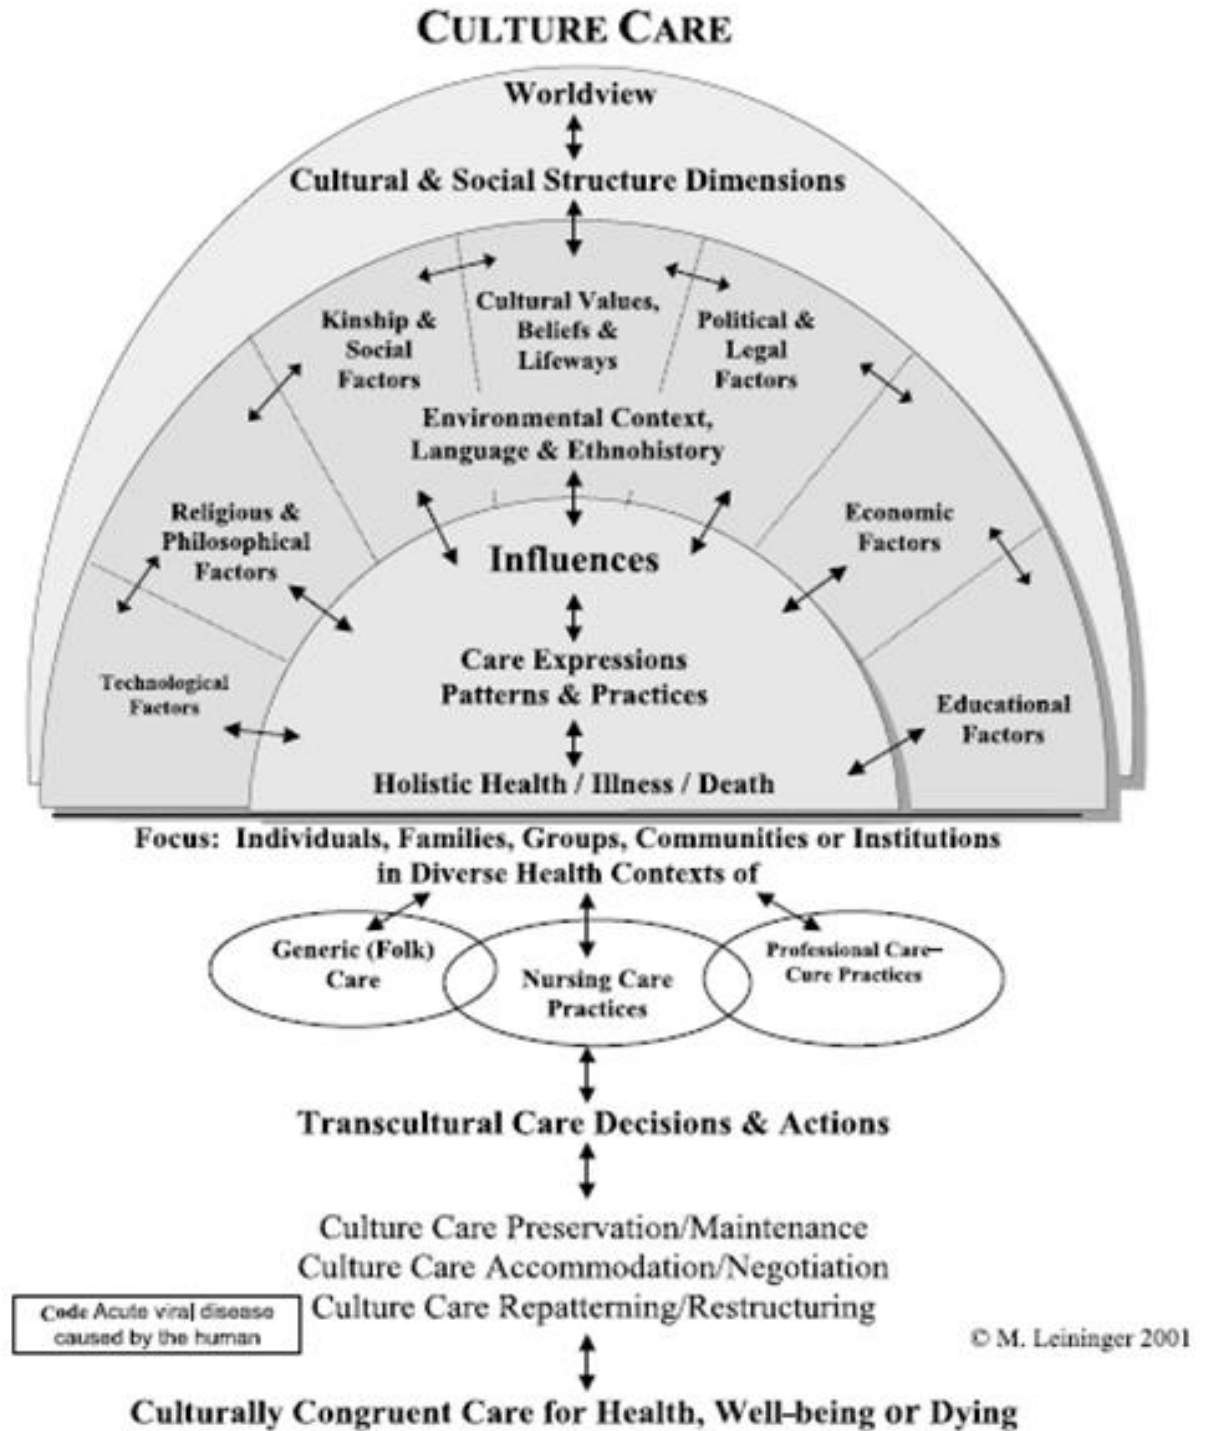 CULTURE CARE
Worldview
Cultural & Social Structure Dimensions
Kinship &
Social
Factors
Cultural Values,
Beliefs &
Lifeways
Political &
Legal
Factors
Environmental Context,
Language & Ethnohistory
Religious &
Philosophical
Factors
Economic
Factors
Influences
Care Expressions
Patterns & Practices
Technological
Factors
Educational
Factors
Holistic Health / Illness / Death
Focus: Individuals, Families, Groups, Communities or Institutions
in Diverse Health Contexts of
Generic (Folk)
Care
Nursing Care
Practices
Professional Care–
Cure Practices
Transcultural Care Decisions & Actions
Culture Care Preservation/Maintenance
Culture Care Accommodation/Negotiation
Culture Care Repatterning/Restructuring
Code Acute viral disease
caused by the human
© M. Leininger 2001
Culturally Congruent Care for Health, Well–being or Dying